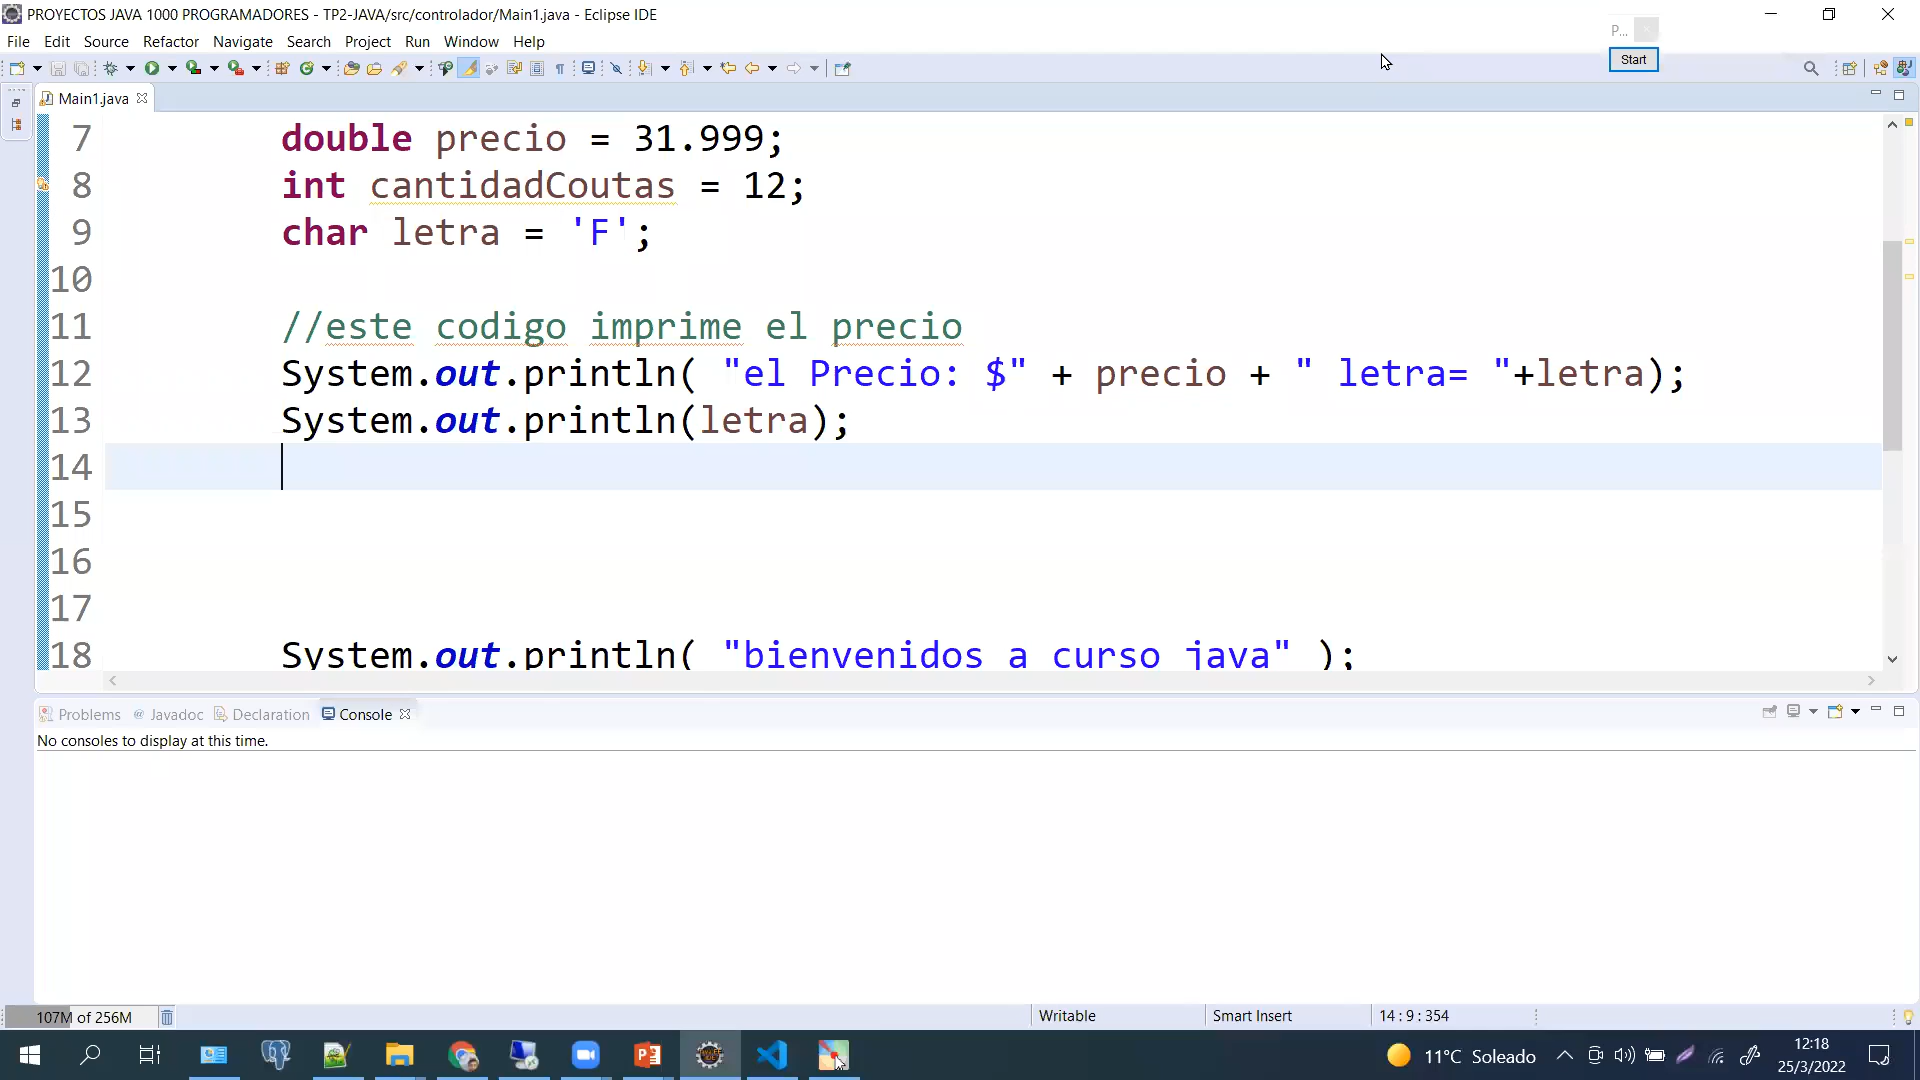 PROYECTOS JAVA 1000 PROGRAMADORES - TP2-JAVA/src/controlador/Main1.java - Eclipse IDE
File Edit Source Refactor Navigate Search Project Run Window Help
P...
Start
Main1.java
7 double precio = 31.999;
8 int cantidadCoutas = 12;
9 char letra = 'F';
10
11 //este codigo imprime el precio
12 System.out.println( "el Precio: $" + precio + " letra= "+letra);
13 System.out.println(letra);
14
15
16
17
18 System.out.println( "bienvenidos a curso java" );
Problems @ Javadoc Declaration Console
No consoles to display at this time.
107M of 256M Writable Smart Insert 14 : 9 : 354
11°C Soleado
12:18
25/3/2022